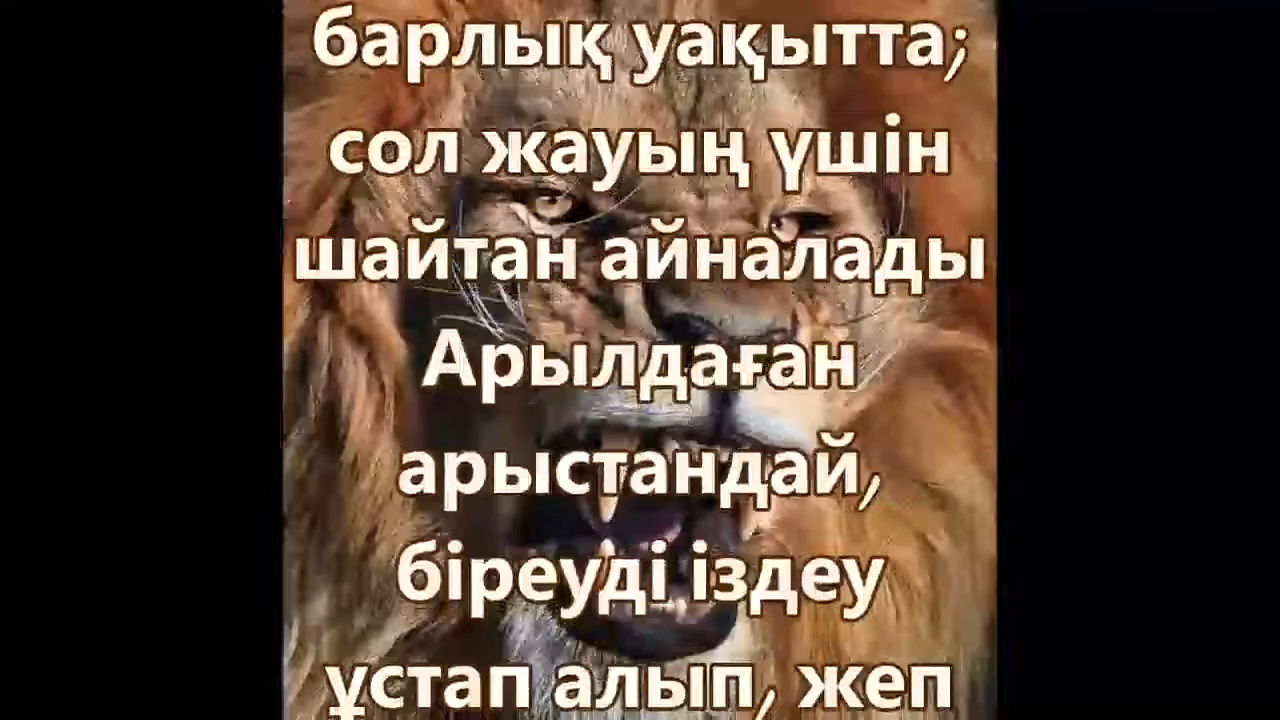 барлық уақытта;
сол жауың үшін
шайтан айналады
Арылдаған
арыстандай,
біреуді іздеу
ұстап алып, жеп